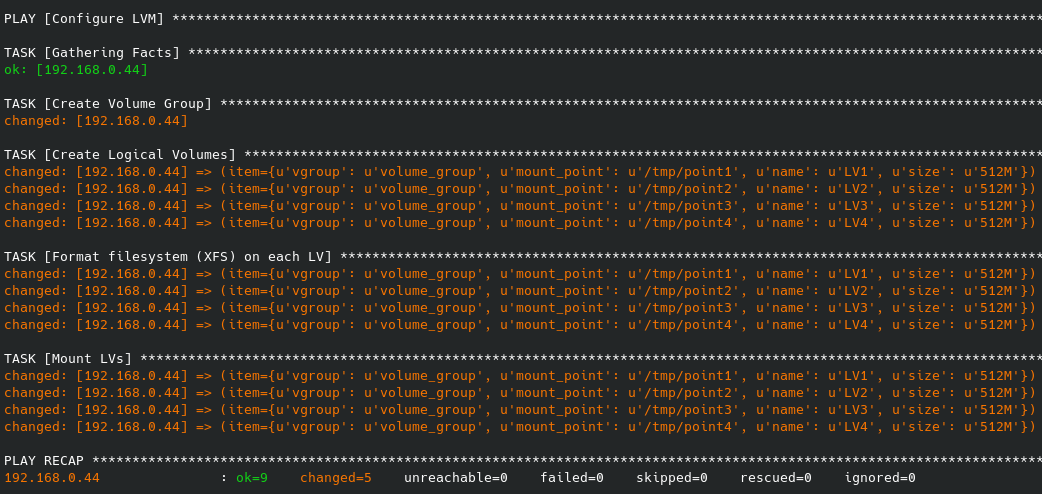 PLAY [Configure LVM] *************************************************************************************************************
TASK [Gathering Facts] ***********************************************************************************************************
ok: [192.168.0.44]
TASK [Create Volume Group] *******************************************************************************************************
changed: [192.168.0.44]
TASK [Create Logical Volumes] ****************************************************************************************************
changed: [192.168.0.44] => (item={u'vgroup': u'volume_group', u'mount_point': u'/tmp/point1', u'name': u'LV1', u'size': u'512M'})
changed: [192.168.0.44] => (item={u'vgroup': u'volume_group', u'mount_point': u'/tmp/point2', u'name': u'LV2', u'size': u'512M'})
changed: [192.168.0.44] => (item={u'vgroup': u'volume_group', u'mount_point': u'/tmp/point3', u'name': u'LV3', u'size': u'512M'})
changed: [192.168.0.44] => (item={u'vgroup': u'volume_group', u'mount_point': u'/tmp/point4', u'name': u'LV4', u'size': u'512M'})
TASK [Format filesystem (XFS) on each LV] ****************************************************************************************
changed: [192.168.0.44] => (item={u'vgroup': u'volume_group', u'mount_point': u'/tmp/point1', u'name': u'LV1', u'size': u'512M'})
changed: [192.168.0.44] => (item={u'vgroup': u'volume_group', u'mount_point': u'/tmp/point2', u'name': u'LV2', u'size': u'512M'})
changed: [192.168.0.44] => (item={u'vgroup': u'volume_group', u'mount_point': u'/tmp/point3', u'name': u'LV3', u'size': u'512M'})
changed: [192.168.0.44] => (item={u'vgroup': u'volume_group', u'mount_point': u'/tmp/point4', u'name': u'LV4', u'size': u'512M'})
TASK [Mount LVs] *****************************************************************************************************************
changed: [192.168.0.44] => (item={u'vgroup': u'volume_group', u'mount_point': u'/tmp/point1', u'name': u'LV1', u'size': u'512M'})
changed: [192.168.0.44] => (item={u'vgroup': u'volume_group', u'mount_point': u'/tmp/point2', u'name': u'LV2', u'size': u'512M'})
changed: [192.168.0.44] => (item={u'vgroup': u'volume_group', u'mount_point': u'/tmp/point3', u'name': u'LV3', u'size': u'512M'})
changed: [192.168.0.44] => (item={u'vgroup': u'volume_group', u'mount_point': u'/tmp/point4', u'name': u'LV4', u'size': u'512M'})
PLAY RECAP ***********************************************************************************************************************
192.168.0.44               : ok=9    changed=5    unreachable=0    failed=0    skipped=0    rescued=0    ignored=0